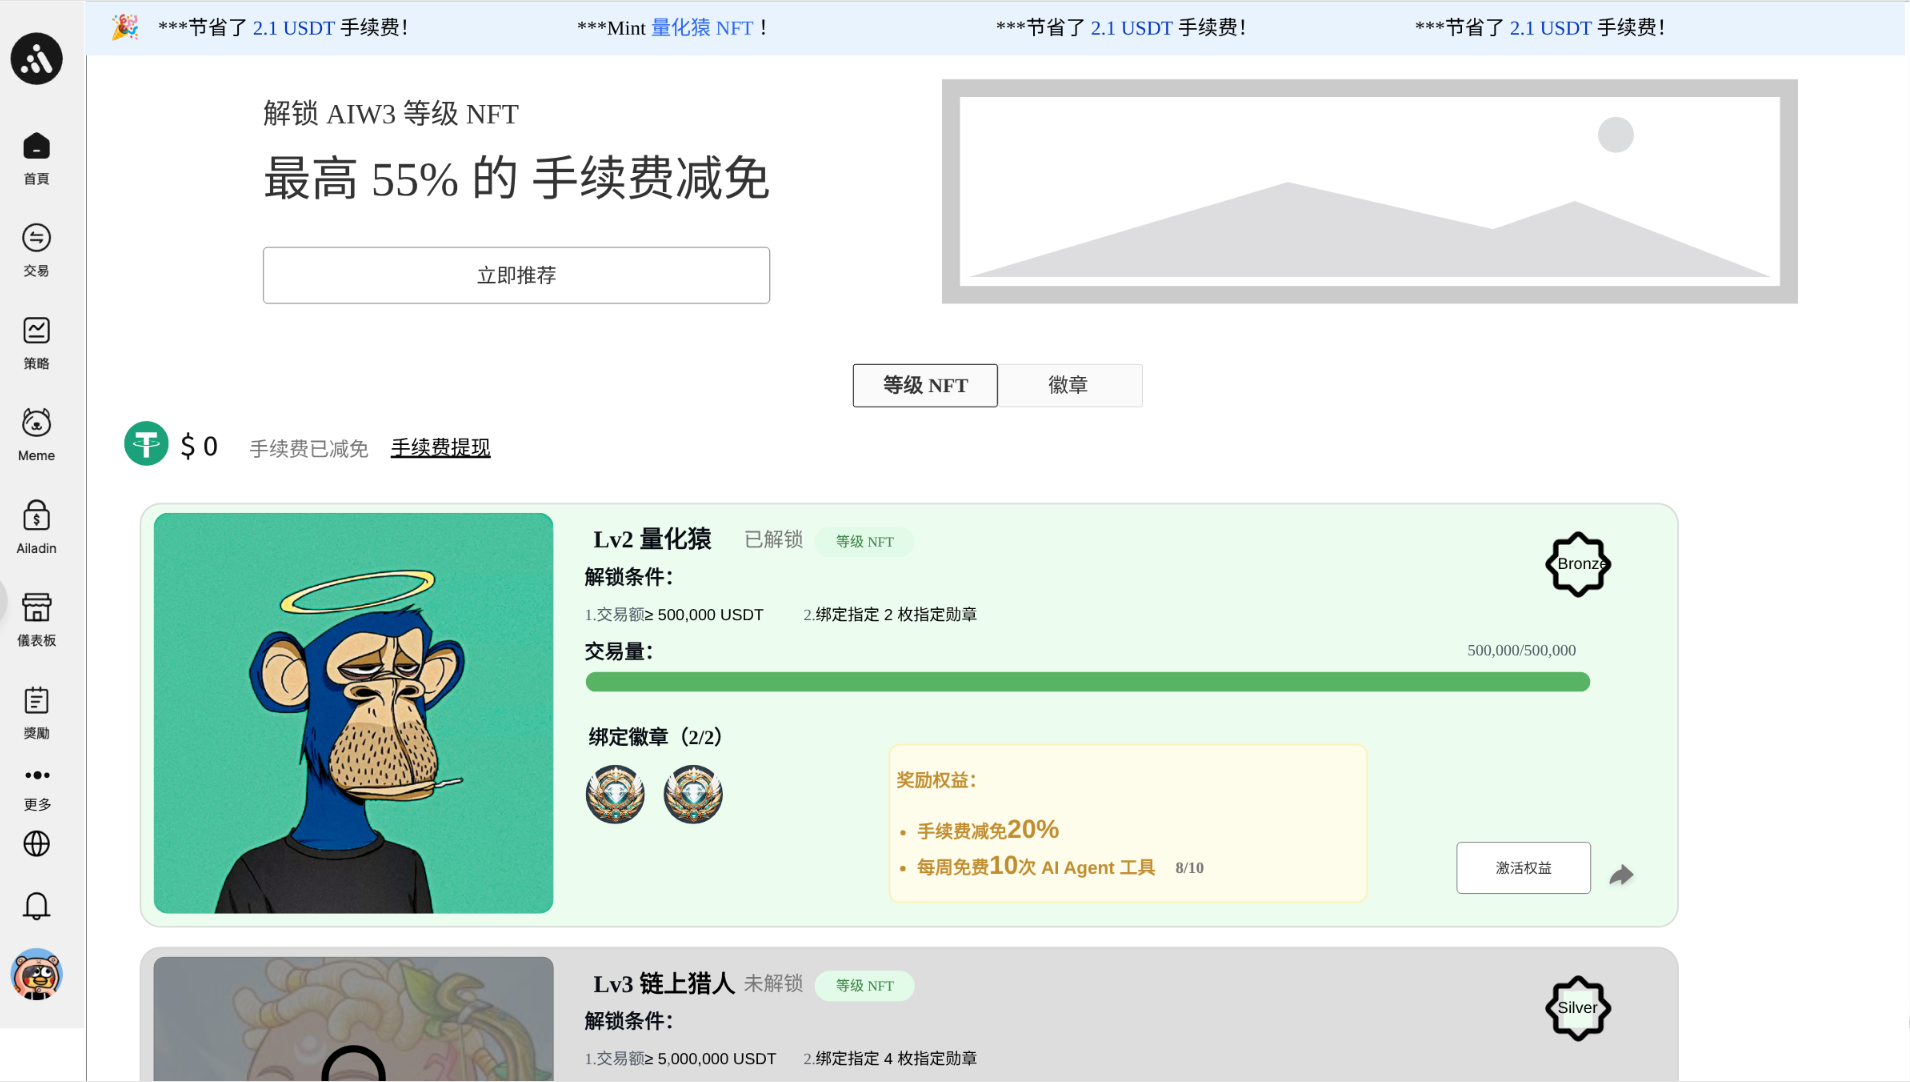 ***节省了 2.1 USDT 手续费！
***Mint 量化猿 NFT ！
***节省了 2.1 USDT 手续费！
***节省了 2.1 USDT 手续费！
首頁
交易
策略
Meme
Ailadin
儀表板
獎勵
更多
解锁 AIW3 等级 NFT
最高 55% 的 手续费减免
立即推荐
等级 NFT
徽章
$ 0
手续费已减免
手续费提现
Lv2 量化猿
已解锁
等级 NFT
Bronze
解锁条件：
1.交易额≥ 500,000 USDT
2.绑定指定 2 枚指定勋章
交易量：
500,000/500,000
绑定徽章（2/2）
奖励权益：
• 手续费减免20%
• 每周免费10次 AI Agent 工具
8/10
激活权益
Lv3 链上猎人
未解锁
等级 NFT
Silver
解锁条件：
1.交易额≥ 5,000,000 USDT
2.绑定指定 4 枚指定勋章